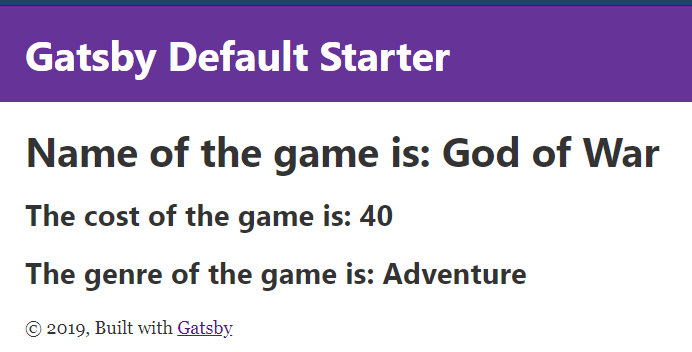 Gatsby Default Starter
Name of the game is: God of War
The cost of the game is: 40
The genre of the game is: Adventure
© 2019, Built with Gatsby